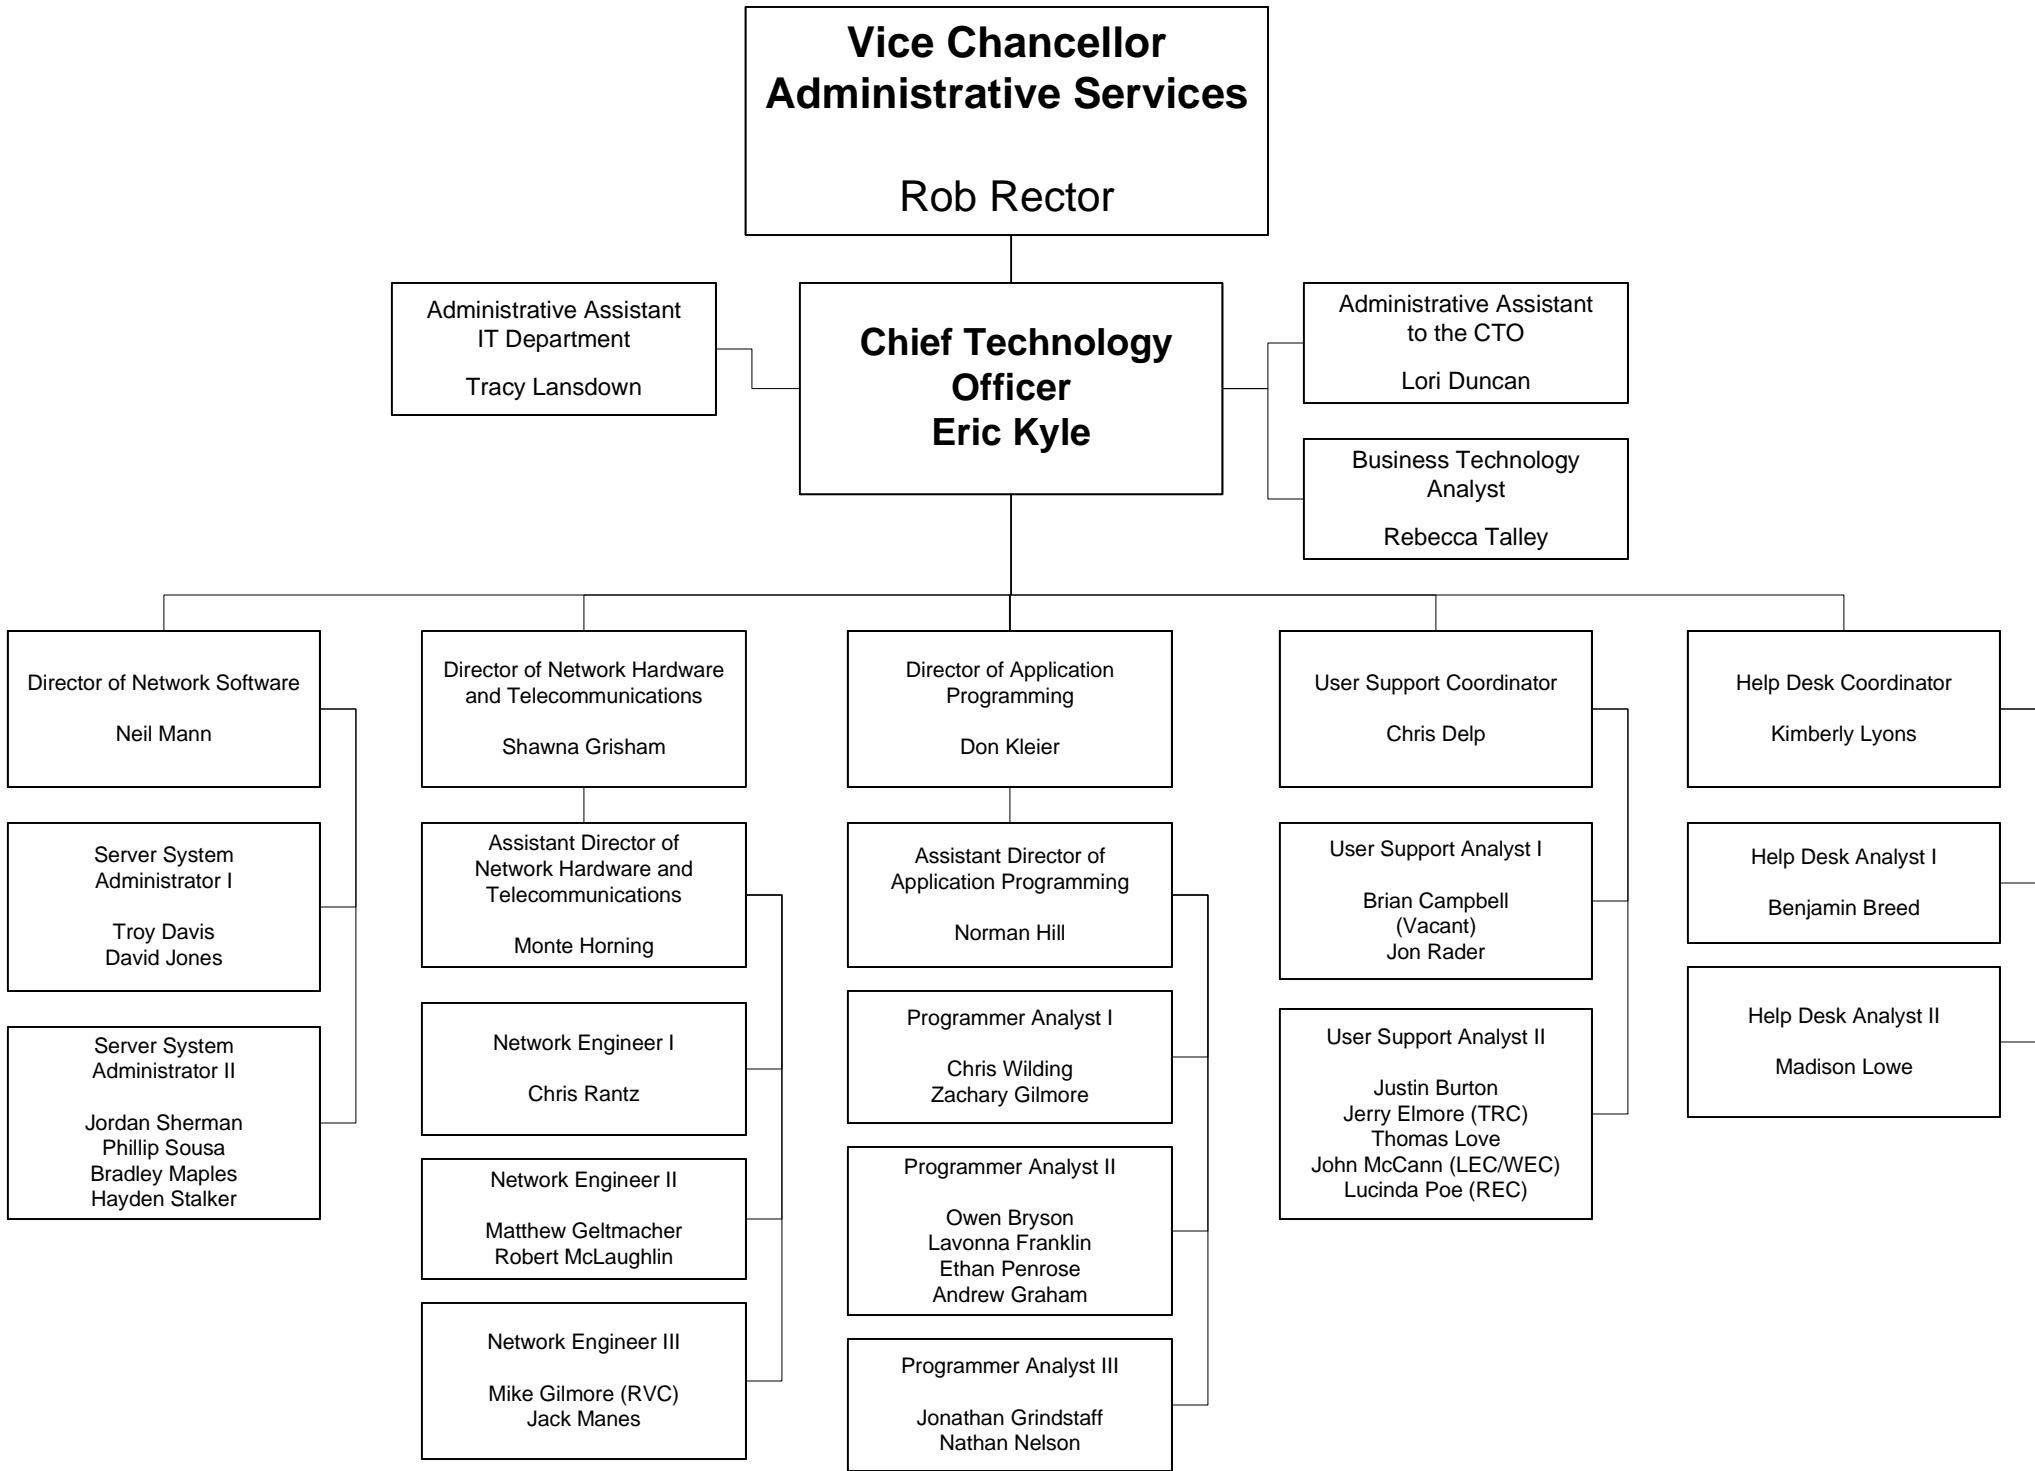 Vice Chancellor
Administrative Services
Rob Rector
Administrative Assistant
IT Department
Tracy Lansdown
Chief Technology
Officer
Eric Kyle
Administrative Assistant
to the CTO
Lori Duncan
Business Technology
Analyst
Rebecca Talley
Director of Network Software
Neil Mann
Server System
Administrator I
Troy Davis
David Jones
Server System
Administrator II
Jordan Sherman
Phillip Sousa
Bradley Maples
Hayden Stalker
Director of Network Hardware
and Telecommunications
Shawna Grisham
Assistant Director of
Network Hardware and
Telecommunications
Monte Horning
Network Engineer I
Chris Rantz
Network Engineer II
Matthew Geltmacher
Robert McLaughlin
Network Engineer III
Mike Gilmore (RVC)
Jack Manes
Director of Application
Programming
Don Kleier
Assistant Director of
Application Programming
Norman Hill
Programmer Analyst I
Chris Wilding
Zachary Gilmore
Programmer Analyst II
Owen Bryson
Lavonna Franklin
Ethan Penrose
Andrew Graham
Programmer Analyst III
Jonathan Grindstaff
Nathan Nelson
User Support Coordinator
Chris Delp
User Support Analyst I
Brian Campbell
(Vacant)
Jon Rader
User Support Analyst II
Justin Burton
Jerry Elmore (TRC)
Thomas Love
John McCann (LEC/WEC)
Lucinda Poe (REC)
Help Desk Coordinator
Kimberly Lyons
Help Desk Analyst I
Benjamin Breed
Help Desk Analyst II
Madison Lowe